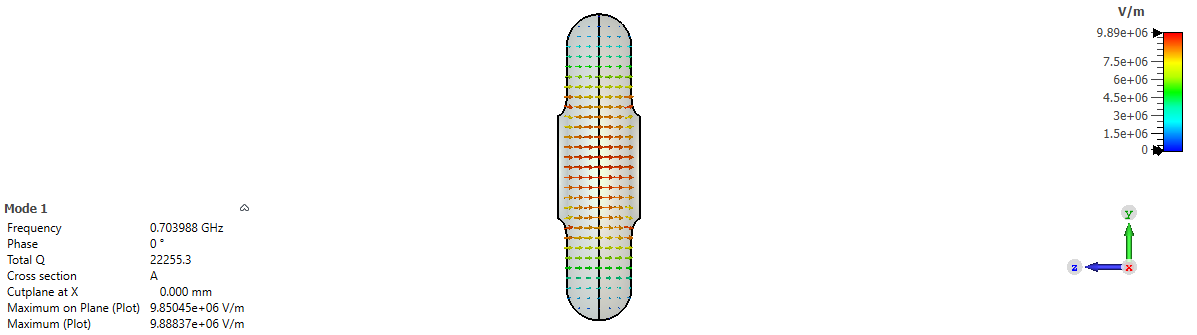 V/m
9.89e+06
7.5e+06
6e+06
4.5e+06
3e+06
1.5e+06
0
Mode 1
Frequency 0.703988 GHz
Phase 0 °
Total Q 22255.3
Cross section A
Cutplane at X 0.000 mm
Maximum on Plane (Plot) 9.85045e+06 V/m
Maximum (Plot) 9.88837e+06 V/m
y
z
x